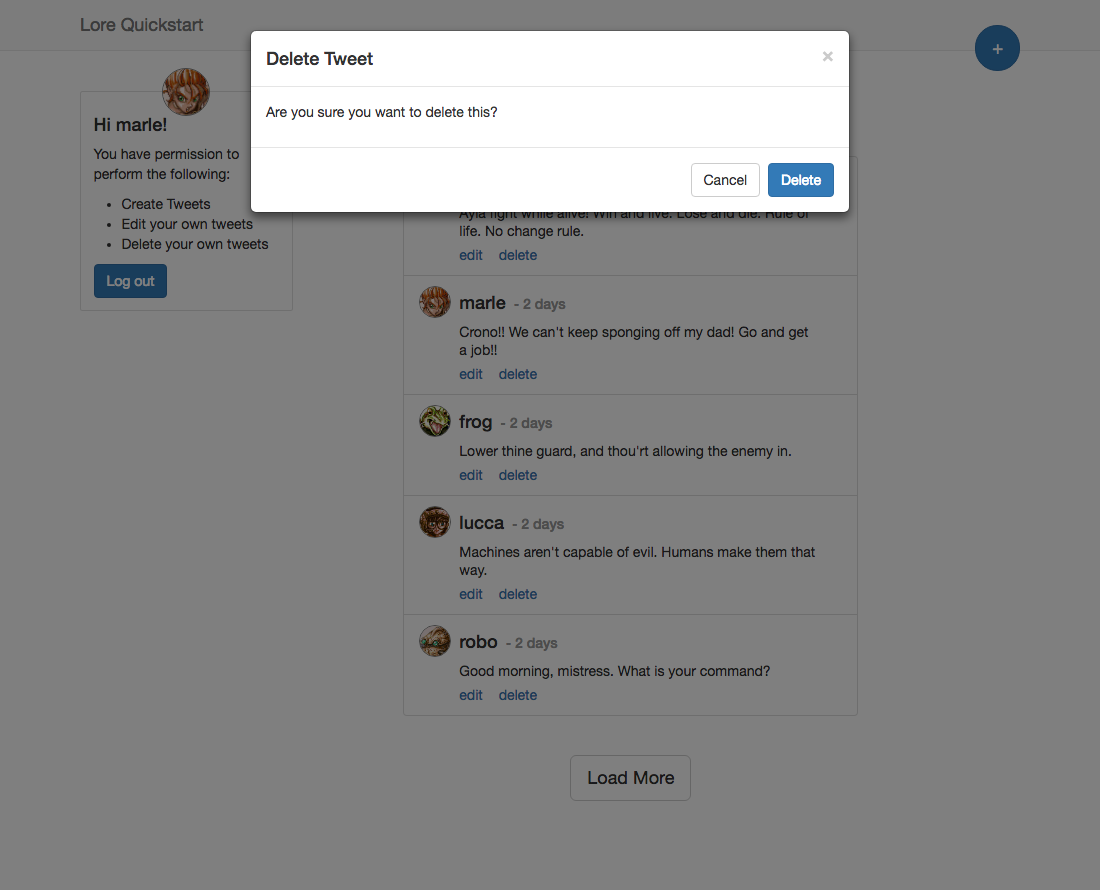 Lore Quickstart
Delete Tweet
×
+
Are you sure you want to delete this?
Cancel
Delete
Hi marle!
You have permission to
perform the following:
• Create Tweets
• Edit your own tweets
• Delete your own tweets
Log out
Ayla fight while alive! Win and live. Lose and die. Rule of
life. No change rule.
edit delete
marle - 2 days
Crono!! We can't keep sponging off my dad! Go and get
a job!!
edit delete
frog - 2 days
Lower thine guard, and thou'rt allowing the enemy in.
edit delete
lucca - 2 days
Machines aren't capable of evil. Humans make them that
way.
edit delete
robo - 2 days
Good morning, mistress. What is your command?
edit delete
Load More